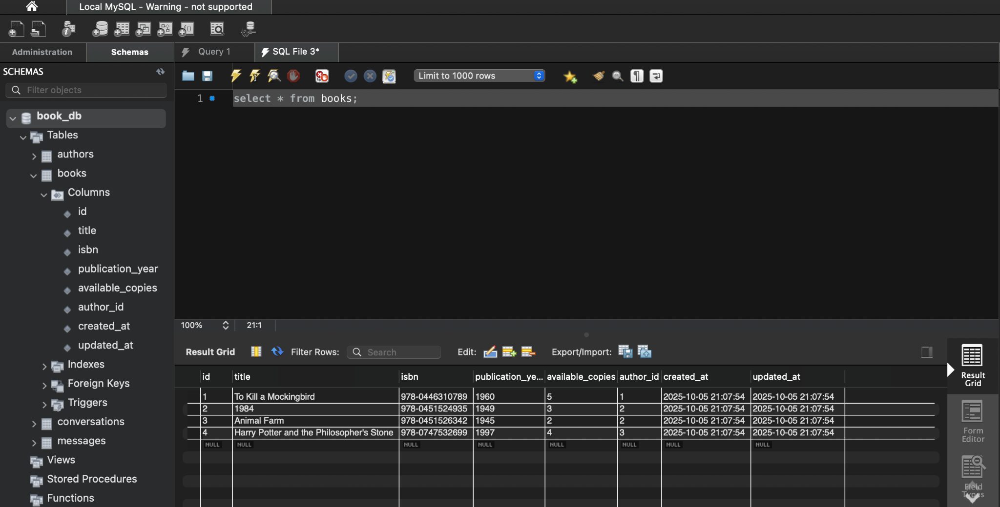 Local MySQL - Warning - not supported
Administration
Schemas
Query 1
SQL File 3*
SCHEMAS
Filter objects
Limit to 1000 rows
1
select * from books;
book_db
Tables
authors
books
Columns
id
title
isbn
publication_year
available_copies
author_id
created_at
updated_at
Indexes
Foreign Keys
Triggers
conversations
messages
Views
Stored Procedures
Functions
100%
21:1
Result Grid
Filter Rows:
Search
Edit:
Export/Import:
id title isbn publication_ye... available_copies author_id created_at updated_at
1 To Kill a Mockingbird 978-0446310789 1960 5 1 2025-10-05 21:07:54 2025-10-05 21:07:54
2 1984 978-0451524935 1949 3 2 2025-10-05 21:07:54 2025-10-05 21:07:54
3 Animal Farm 978-0451526342 1945 2 2 2025-10-05 21:07:54 2025-10-05 21:07:54
4 Harry Potter and the Philosopher's Stone 978-0747532699 1997 4 3 2025-10-05 21:07:54 2025-10-05 21:07:54
NULL NULL NULL NULL NULL NULL NULL NULL
Result
Grid
Form
Editor
Field
Types